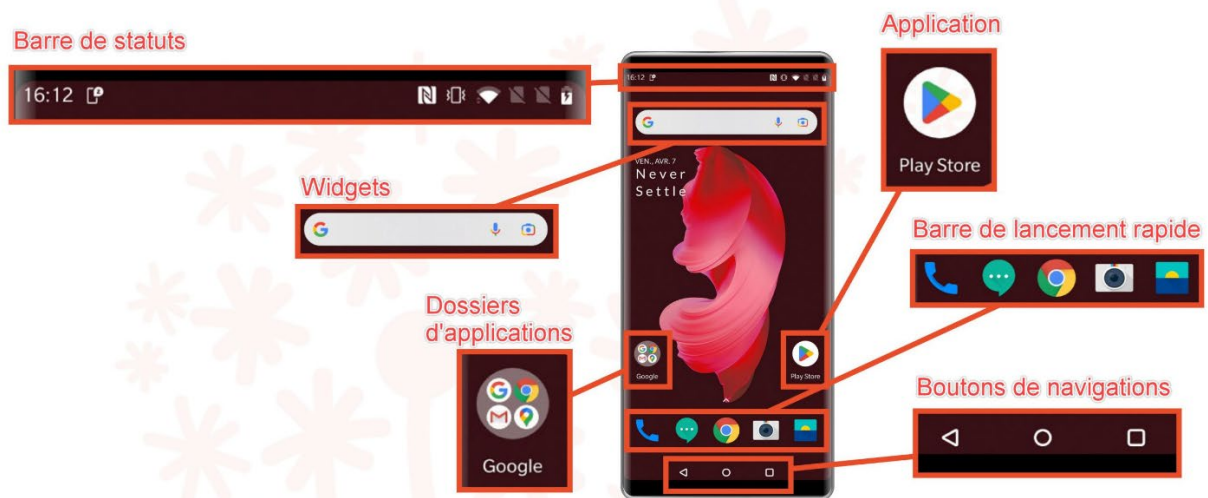 Barre de statuts
16:12
Application
Play Store
16:12
VEN., AVR. 7
Never
Settle
Widgets
Barre de lancement rapide
Dossiers
d'applications
Google
Google
Play Store
Boutons de navigations